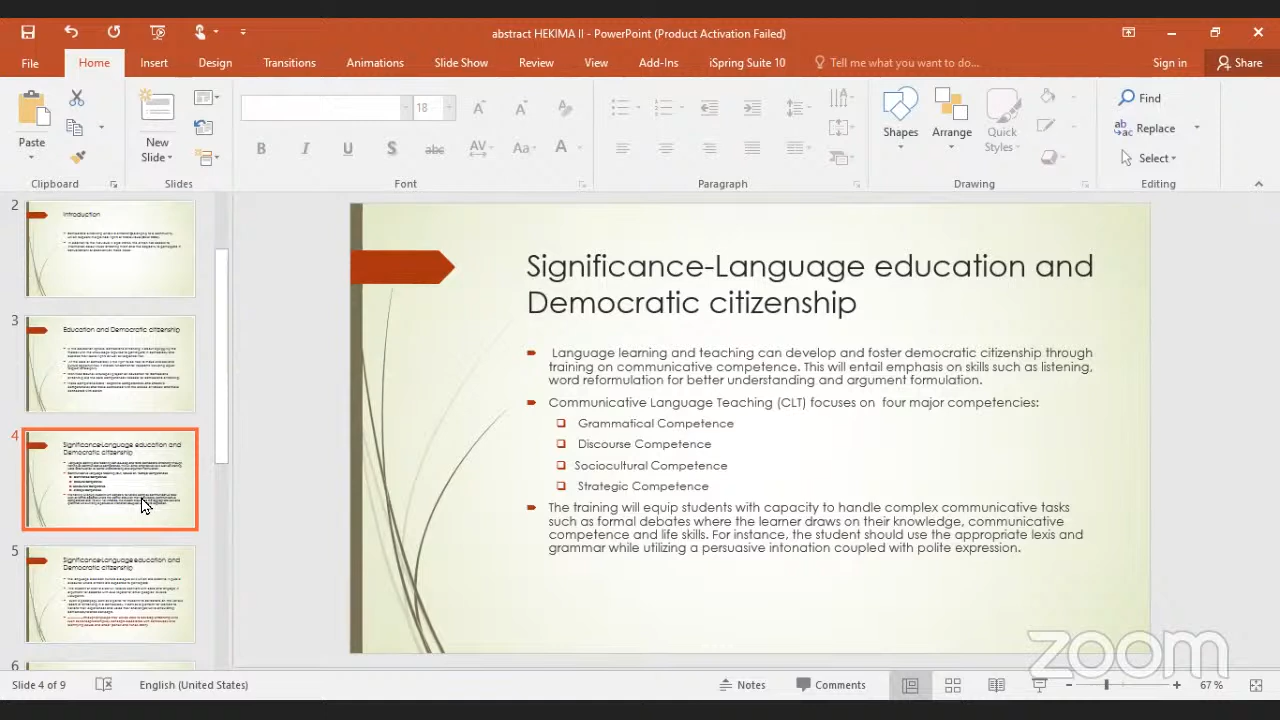 abstract HEKIMA II - PowerPoint (Product Activation Failed)
File
Home
Insert
Design
Transitions
Animations
Slide Show
Review
View
Add-Ins
iSpring Suite 10
Tell me what you want to do...
Sign in
Share
Paste
New
Slide
18
Shapes
Arrange
Quick
Styles
Find
Replace
Select
Clipboard
Slides
Font
Paragraph
Drawing
Editing
2
Introduction
3
Education and Democratic citizenship
4
Significance-Language education and
Democratic citizenship
5
Significance-Language education and
Democratic citizenship
6
Significance-Language education and
Democratic citizenship
Language learning and teaching can develop and foster democratic citizenship through
training on communicative competence. This will entail emphasis on skills such as listening,
word reformulation for better understanding and argument formulation.
Communicative Language Teaching (CLT) focuses on four major competencies:
Grammatical Competence
Discourse Competence
Sociocultural Competence
Strategic Competence
The training will equip students with capacity to handle complex communicative tasks
such as formal debates where the learner draws on their knowledge, communicative
competence and life skills. For instance, the student should use the appropriate lexis and
grammar while utilizing a persuasive intonation coupled with polite expression.
zoom
Slide 4 of 9
English (United States)
Notes
Comments
67 %